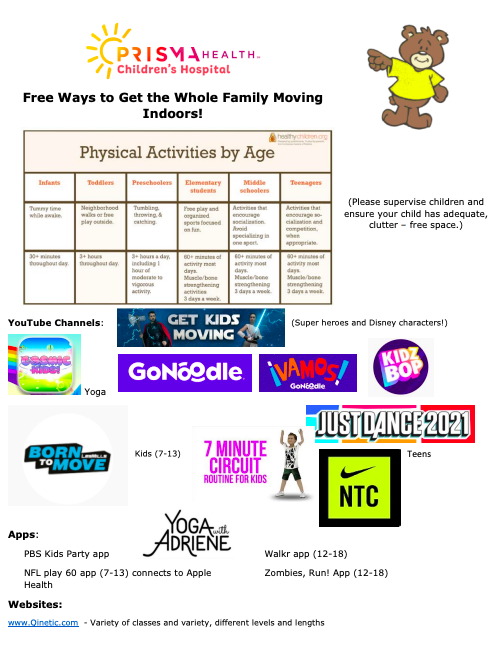 PRISMA HEALTH™
Children's Hospital
Free Ways to Get the Whole Family Moving
Indoors!
healthychildren.org
Physical Activities by Age
Infants
Toddlers
Preschoolers
Elementary
students
Middle
schoolers
Teenagers
Tummy time
while awake.
Neighborhood
walks or free
play outside.
Tumbling,
throwing, &
catching.
Free play and
organized
sports focused
on fun.
Activities that
encourage
socialization.
Avoid
specializing in
one sport.
Activities that
encourage so-
cialization and
competition,
when
appropriate.
30+ minutes
throughout day.
3+ hours
throughout day.
3+ hours a day,
including 1
hour of
moderate to
vigorous
activity.
60+ minutes of
activity most
days.
Muscle/bone
strengthening
activities
3 days a week.
60+ minutes of
activity most
days.
Muscle/bone
strengthening
3 days a week.
60+ minutes of
activity most
days.
Muscle/bone
strengthening
3 days a week.
(Please supervise children and
ensure your child has adequate,
clutter – free space.)
YouTube Channels:
GET KIDS
MOVING
(Super heroes and Disney characters!)
COSMIC
KIDS!
Yoga
GoNoodle
¡VAMOS!
GoNoodle
KIDZ
BOP
JUST DANCE 2021
BORN
LESMILLS
TO MOVE
Kids (7-13)
7 MINUTE
CIRCUIT
ROUTINE FOR KIDS
NTC
Teens
YOGA with
ADRIENE
Apps:
PBS Kids Party app
Walkr app (12-18)
NFL play 60 app (7-13) connects to Apple
Health
Zombies, Run! App (12-18)
Websites:
www.Qinetic.com - Variety of classes and variety, different levels and lengths